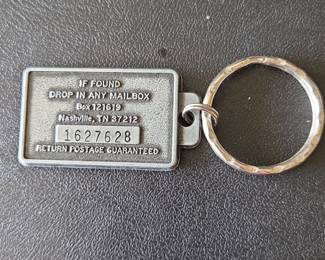 IF FOUND
DROP IN ANY MAILBOX
Box 121619
Nashville, TN 37212
1627628
RETURN POSTAGE GUARANTEED